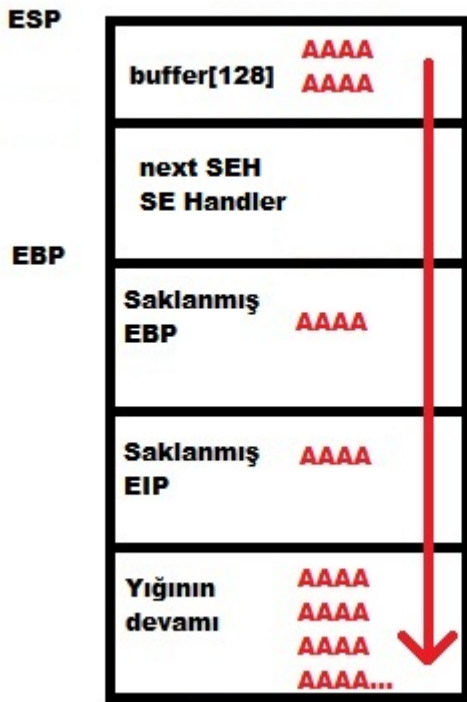 ESP
AAAA
buffer[128] AAAA
next SEH
SE Handler
EBP
Saklanmış
EBP AAAA
Saklanmış AAAA
EIP
AAAA
Yığının AAAA
devamı AAAA
AAAA...